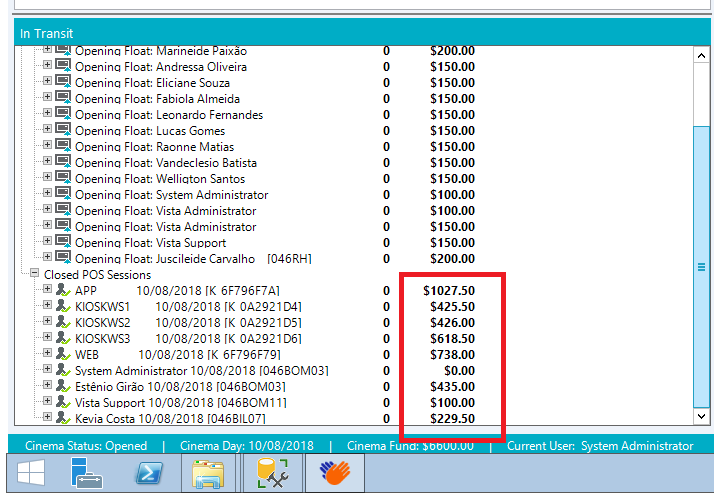 In Transit
Opening Float: Marineide Paixão 0 $200.00
Opening Float: Andressa Oliveira 0 $150.00
Opening Float: Eliciane Souza 0 $150.00
Opening Float: Fabiola Almeida 0 $150.00
Opening Float: Leonardo Fernandes 0 $150.00
Opening Float: Lucas Gomes 0 $150.00
Opening Float: Raonne Matias 0 $150.00
Opening Float: Vandeclesio Batista 0 $150.00
Opening Float: Welligton Santos 0 $150.00
Opening Float: System Administrator 0 $100.00
Opening Float: Vista Administrator 0 $100.00
Opening Float: Vista Administrator 0 $150.00
Opening Float: Vista Support 0 $150.00
Opening Float: Juscileide Carvalho [046RH] 0 $200.00
Closed POS Sessions
APP 10/08/2018 [K 6F796F7A] 0 $1027.50
KIOSKWS1 10/08/2018 [K 0A2921D4] 0 $425.50
KIOSKWS2 10/08/2018 [K 0A2921D5] 0 $426.00
KIOSKWS3 10/08/2018 [K 0A2921D6] 0 $618.50
WEB 10/08/2018 [K 6F796F79] 0 $738.00
System Administrator 10/08/2018 [046BOM03] 0 $0.00
Estênio Girão 10/08/2018 [046BOM03] 0 $435.00
Vista Support 10/08/2018 [046BOM11] 0 $100.00
Kevia Costa 10/08/2018 [046BIL07] 0 $229.50
Cinema Status: Opened | Cinema Day: 10/08/2018 | Cinema Fund: $6600.00 | Current User: System Administrator